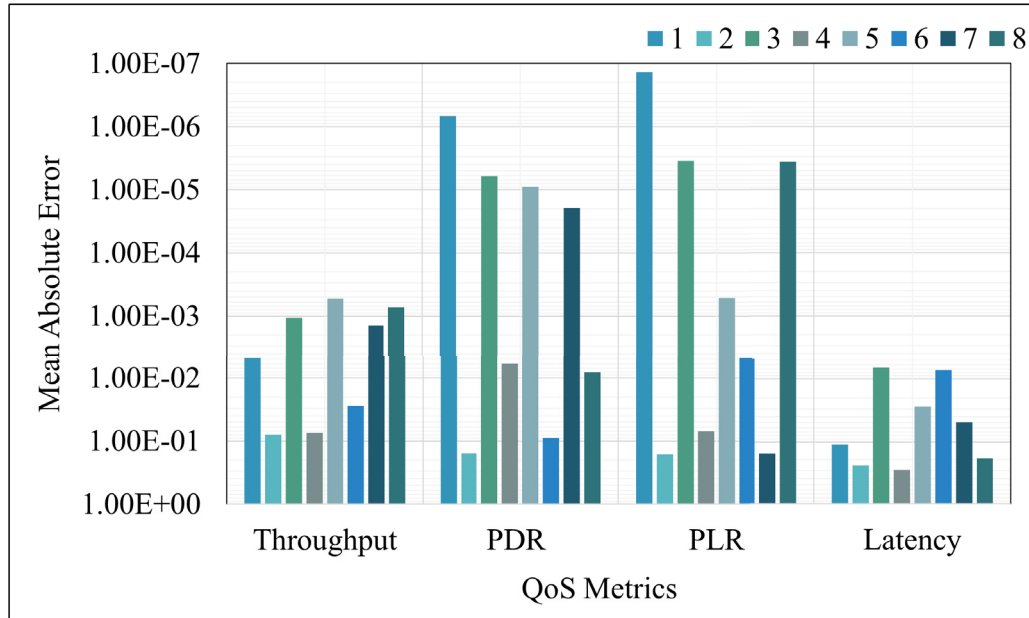 1 2 3 4 5 6 7 8
1.00E-07
1.00E-06
1.00E-05
1.00E-04
1.00E-03
1.00E-02
1.00E-01
1.00E+00
Mean Absolute Error
Throughput PDR PLR Latency
QoS Metrics